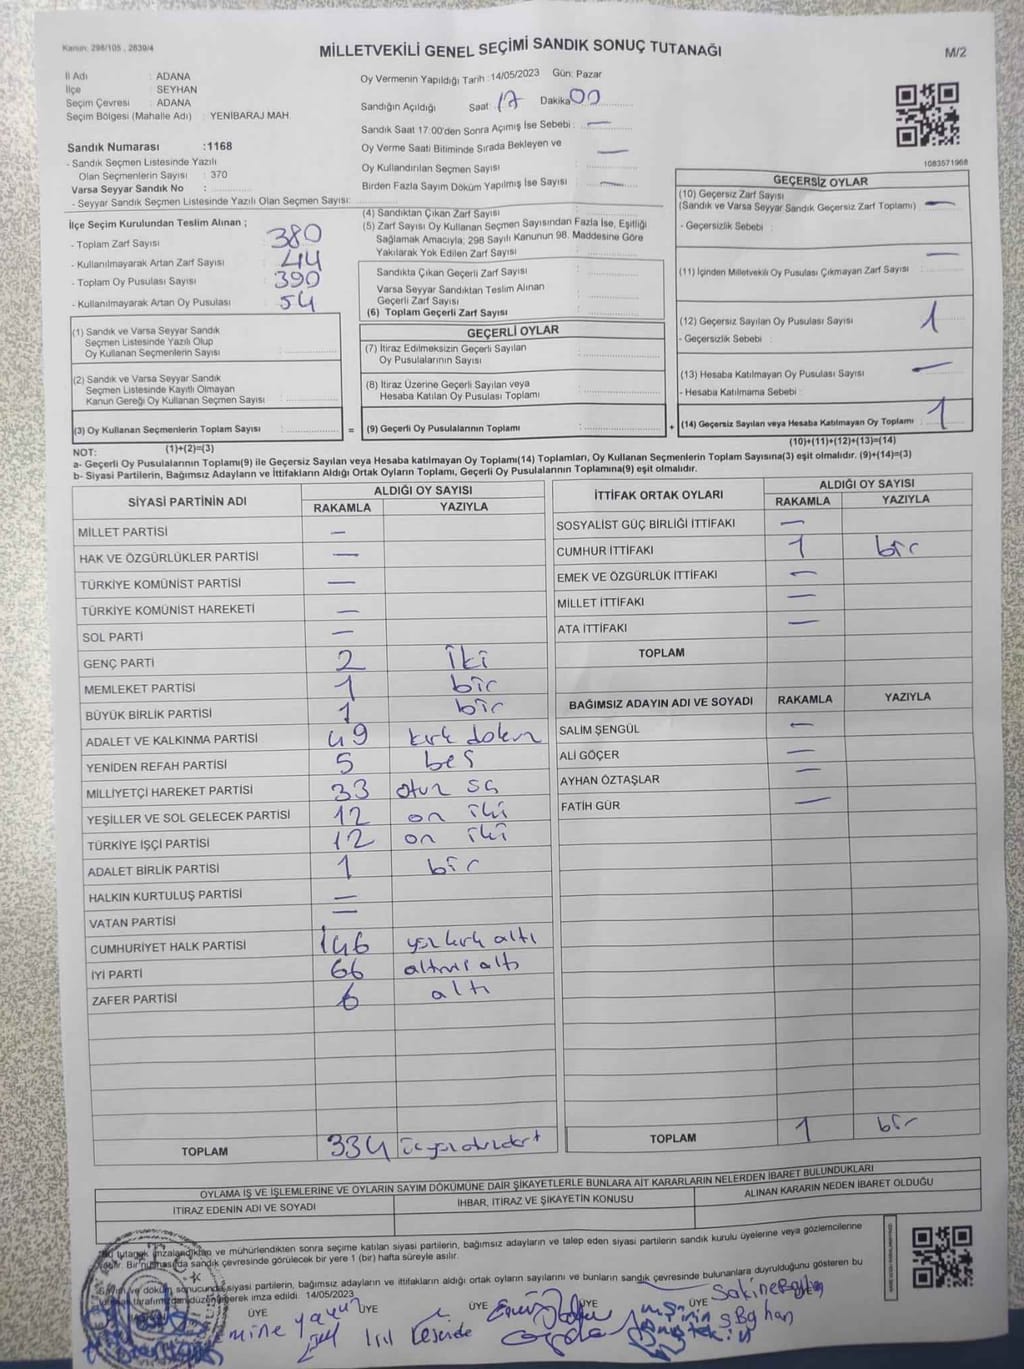 Kanun: 298/105 , 2839/4
MİLLETVEKİLİ GENEL SEÇİMİ SANDIK SONUÇ TUTANAĞI
M/2
İl Adı : ADANA
İlçe : SEYHAN
Seçim Çevresi : ADANA
Seçim Bölgesi (Mahalle Adı) : YENİBARAJ MAH.
Oy Vermenin Yapıldığı Tarih :14/05/2023 Gün: Pazar
Sandığın Açıldığı Saat : 17 Dakika 00
Sandık Saat 17:00'den Sonra Açımış İse Sebebi : —
Oy Verme Saati Bitiminde Sırada Bekleyen ve
Oy Kullandırılan Seçmen Sayısı —
Birden Fazla Sayım Döküm Yapılmış İse Sayısı —
1083571968
Sandık Numarası :1168
- Sandık Seçmen Listesinde Yazılı
Olan Seçmenlerin Sayısı : 370
Varsa Seyyar Sandık No :
- Seyyar Sandık Seçmen Listesinde Yazılı Olan Seçmen Sayısı:
İlçe Seçim Kurulundan Teslim Alınan ;
- Toplam Zarf Sayısı 380
- Kullanılmayarak Artan Zarf Sayısı 44
- Toplam Oy Pusulası Sayısı 390
- Kullanılmayarak Artan Oy Pusulası 54
(1) Sandık ve Varsa Seyyar Sandık
Seçmen Listesinde Yazılı Olup
Oy Kullanan Seçmenlerin Sayısı :
(2) Sandık ve Varsa Seyyar Sandık
Seçmen Listesinde Kayıtlı Olmayan
Kanun Gereği Oy Kullanan Seçmen Sayısı :
(3) Oy Kullanan Seçmenlerin Toplam Sayısı :
(1)+(2)=(3)
(4) Sandıktan Çıkan Zarf Sayısı :
(5) Zarf Sayısı Oy Kullanan Seçmen Sayısından Fazla İse, Eşitliği
Sağlamak Amacıyla, 298 Sayılı Kanunun 98. Maddesine Göre
Yakılarak Yok Edilen Zarf Sayısı :
Sandıkta Çıkan Geçerli Zarf Sayısı :
Varsa Seyyar Sandıktan Teslim Alınan
Geçerli Zarf Sayısı :
(6) Toplam Geçerli Zarf Sayısı :
GEÇERLİ OYLAR
(7) İtiraz Edilmeksizin Geçerli Sayılan
Oy Pusulalarının Sayısı :
(8) İtiraz Üzerine Geçerli Sayılan veya
Hesaba Katılan Oy Pusulası Toplamı :
= (9) Geçerli Oy Pusulalarının Toplamı :
GEÇERSİZ OYLAR
(10) Geçersiz Zarf Sayısı
(Sandık ve Varsa Seyyar Sandık Geçersiz Zarf Toplamı) : —
- Geçersizlik Sebebi :
(11) İçinden Milletvekili Oy Pusulası Çıkmayan Zarf Sayısı : —
(12) Geçersiz Sayılan Oy Pusulası Sayısı : 1
- Geçersizlik Sebebi :
(13) Hesaba Katılmayan Oy Pusulası Sayısı : —
- Hesaba Katılmama Sebebi :
+ (14) Geçersiz Sayılan veya Hesaba Katılmayan Oy Toplamı : 1
(10)+(11)+(12)+(13)=(14)
NOT:
a- Geçerli Oy Pusulalarının Toplamı(9) ile Geçersiz Sayılan veya Hesaba katılmayan Oy Toplamı(14) Toplamları, Oy Kullanan Seçmenlerin Toplam Sayısına(3) eşit olmalıdır. (9)+(14)=(3)
b- Siyasi Partilerin, Bağımsız Adayların ve İttifakların Aldığı Ortak Oyların Toplamı, Geçerli Oy Pusulalarının Toplamına(9) eşit olmalıdır.
SİYASİ PARTİNİN ADI ALDIĞI OY SAYISI
RAKAMLA YAZIYLA
MİLLET PARTİSİ —
HAK VE ÖZGÜRLÜKLER PARTİSİ —
TÜRKİYE KOMÜNİST PARTİSİ —
TÜRKİYE KOMÜNİST HAREKETİ —
SOL PARTİ —
GENÇ PARTİ 2 iki
MEMLEKET PARTİSİ 1 bir
BÜYÜK BİRLİK PARTİSİ 1 bir
ADALET VE KALKINMA PARTİSİ 49 kırk dokuz
YENİDEN REFAH PARTİSİ 5 beş
MİLLİYETÇİ HAREKET PARTİSİ 33 otuz
YEŞİLLER VE SOL GELECEK PARTİSİ 12 on iki
TÜRKİYE İŞÇİ PARTİSİ 12 on iki
ADALET BİRLİK PARTİSİ 1 bir
HALKIN KURTULUŞ PARTİSİ —
VATAN PARTİSİ —
CUMHURİYET HALK PARTİSİ 146 yüz kırk altı
İYİ PARTİ 66 altmış altı
ZAFER PARTİSİ 6 altı
TOPLAM 334
İTTİFAK ORTAK OYLARI ALDIĞI OY SAYISI
RAKAMLA YAZIYLA
SOSYALİST GÜÇ BİRLİĞİ İTTİFAKI —
CUMHUR İTTİFAKI 1 bir
EMEK VE ÖZGÜRLÜK İTTİFAKI —
MİLLET İTTİFAKI —
ATA İTTİFAKI —
TOPLAM
BAĞIMSIZ ADAYIN ADI VE SOYADI RAKAMLA YAZIYLA
SALİM ŞENGÜL —
ALİ GÖÇER —
AYHAN ÖZTAŞLAR —
FATİH GÜR —
TOPLAM 1 bir
OYLAMA İŞ VE İŞLEMLERİNE VE OYLARIN SAYIM DÖKÜMÜNE DAİR ŞİKAYETLERLE BUNLARA AİT KARARLARIN NELERDEN İBARET BULUNDUKLARI
İTİRAZ EDENİN ADI VE SOYADI İHBAR, İTİRAZ VE ŞİKAYETİN KONUSU ALINAN KARARIN NEDEN İBARET OLDUĞU
tutanak imzalandıktan ve mühürlendikten sonra seçime katılan siyasi partilerin, bağımsız adayların ve talep eden siyasi partilerin sandık kurulu üyelerine veya gözlemcilerine
sandık çevresinde görülecek bir yere 1 (bir) hafta süreyle asılır.
siyasi partilerin, bağımsız adayların ve ittifakların aldığı ortak oyların sayılarını ve bunların sandık çevresinde bulunanlara duyrulduğunu gösteren bu
imza edildi. 14/05/2023
ÜYE ÜYE ÜYE ÜYE ÜYE
mine